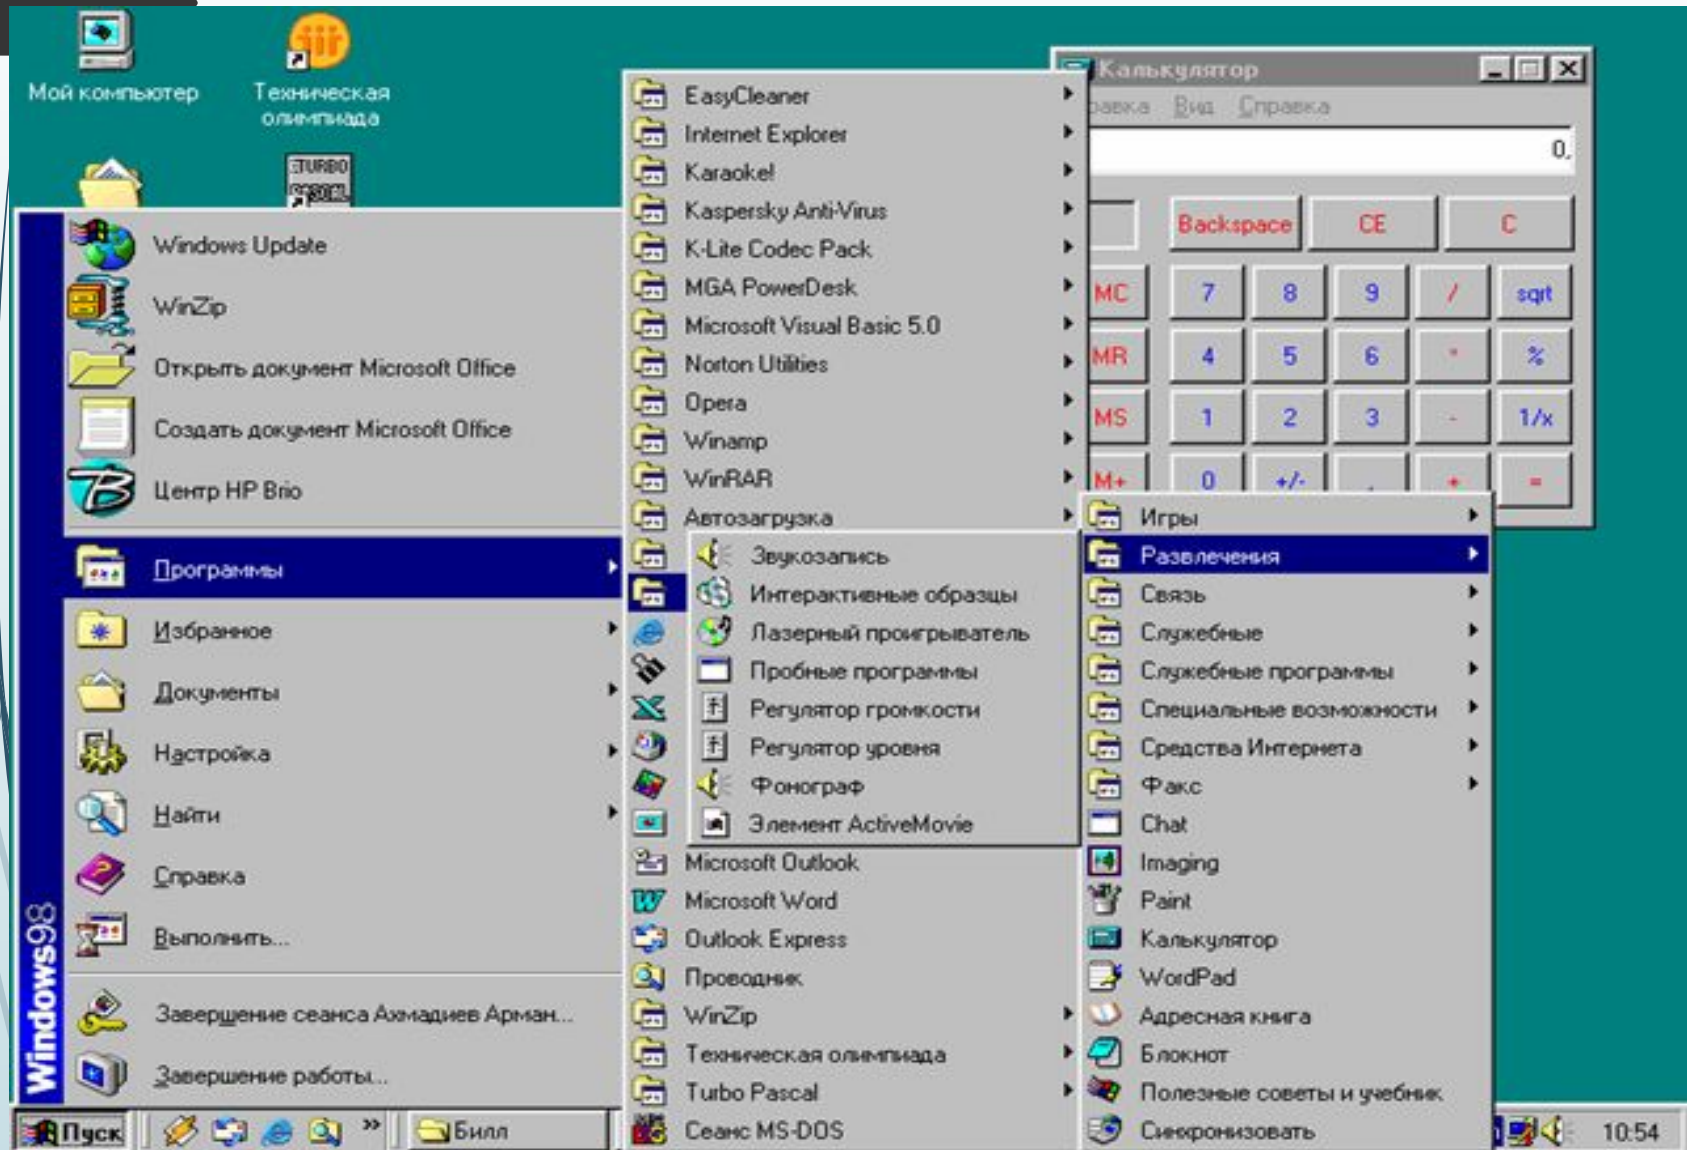 Мой компьютер
Техническая
олимпиада
TURBO
PASCAL
Windows98
Windows Update
WinZip
Открыть документ Microsoft Office
Создать документ Microsoft Office
Центр HP Brio
Программы
Избранное
Документы
Настройка
Найти
Справка
Выполнить...
Завершение сеанса Ахмадиев Арман...
Завершение работы...
EasyCleaner
Internet Explorer
Karaoke!
Kaspersky Anti-Virus
K-Lite Codec Pack
MGA PowerDesk
Microsoft Visual Basic 5.0
Norton Utilities
Opera
Winamp
WinRAR
Автозагрузка
Microsoft Outlook
Microsoft Word
Outlook Express
Проводник
WinZip
Техническая олимпиада
Turbo Pascal
Сеанс MS-DOS
Звукозапись
Интерактивные образцы
Лазерный проигрыватель
Пробные программы
Регулятор громкости
Регулятор уровня
Фонограф
Элемент ActiveMovie
Игры
Развлечения
Связь
Служебные
Служебные программы
Специальные возможности
Средства Интернета
Факс
Chat
Imaging
Paint
Калькулятор
WordPad
Адресная книга
Блокнот
Полезные советы и учебник
Синхронизовать
Калькулятор
Вид Справка
0,
Backspace CE C
MC 7 8 9 / sqrt
MR 4 5 6 * %
MS 1 2 3 - 1/x
M+ 0 +/- , + =
Пуск
Билл
10:54